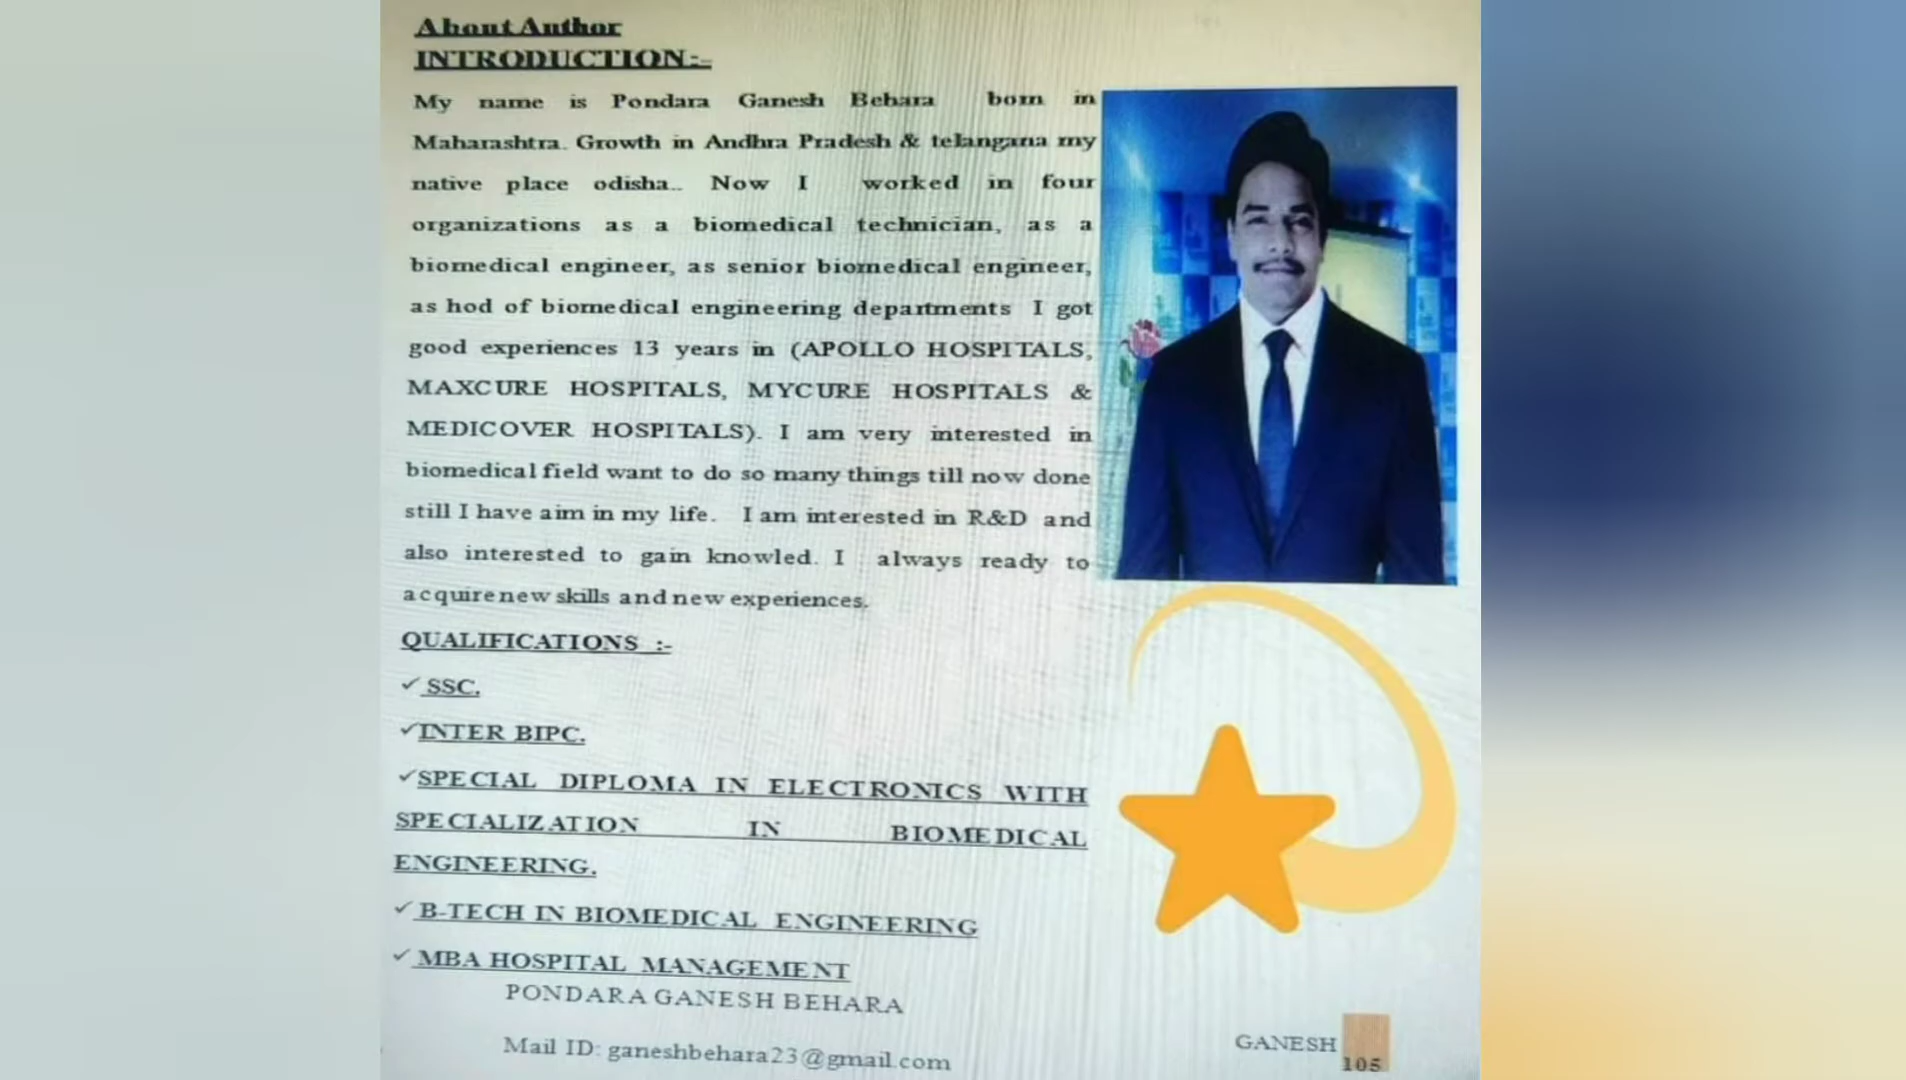 About Author
INTRODUCTION:-
My name is Pondara Ganesh Behara born in
Maharashtra. Growth in Andhra Pradesh & telangana my
native place odisha.. Now I worked in four
organizations as a biomedical technician, as a
biomedical engineer, as senior biomedical engineer,
as hod of biomedical engineering departments I got
good experiences 13 years in (APOLLO HOSPITALS,
MAXCURE HOSPITALS, MYCURE HOSPITALS &
MEDICOVER HOSPITALS). I am very interested in
biomedical field want to do so many things till now done
still I have aim in my life. I am interested in R&D and
also interested to gain knowled. I always ready to
acquire new skills and new experiences.
QUALIFICATIONS :-
✓ SSC.
✓INTER BIPC.
✓SPECIAL DIPLOMA IN ELECTRONICS WITH
SPECIALIZATION IN BIOMEDICAL
ENGINEERING.
✓ B-TECH IN BIOMEDICAL ENGINEERING
✓ MBA HOSPITAL MANAGEMENT
PONDARA GANESH BEHARA
Mail ID: ganeshbehara23@gmail.com
GANESH
105